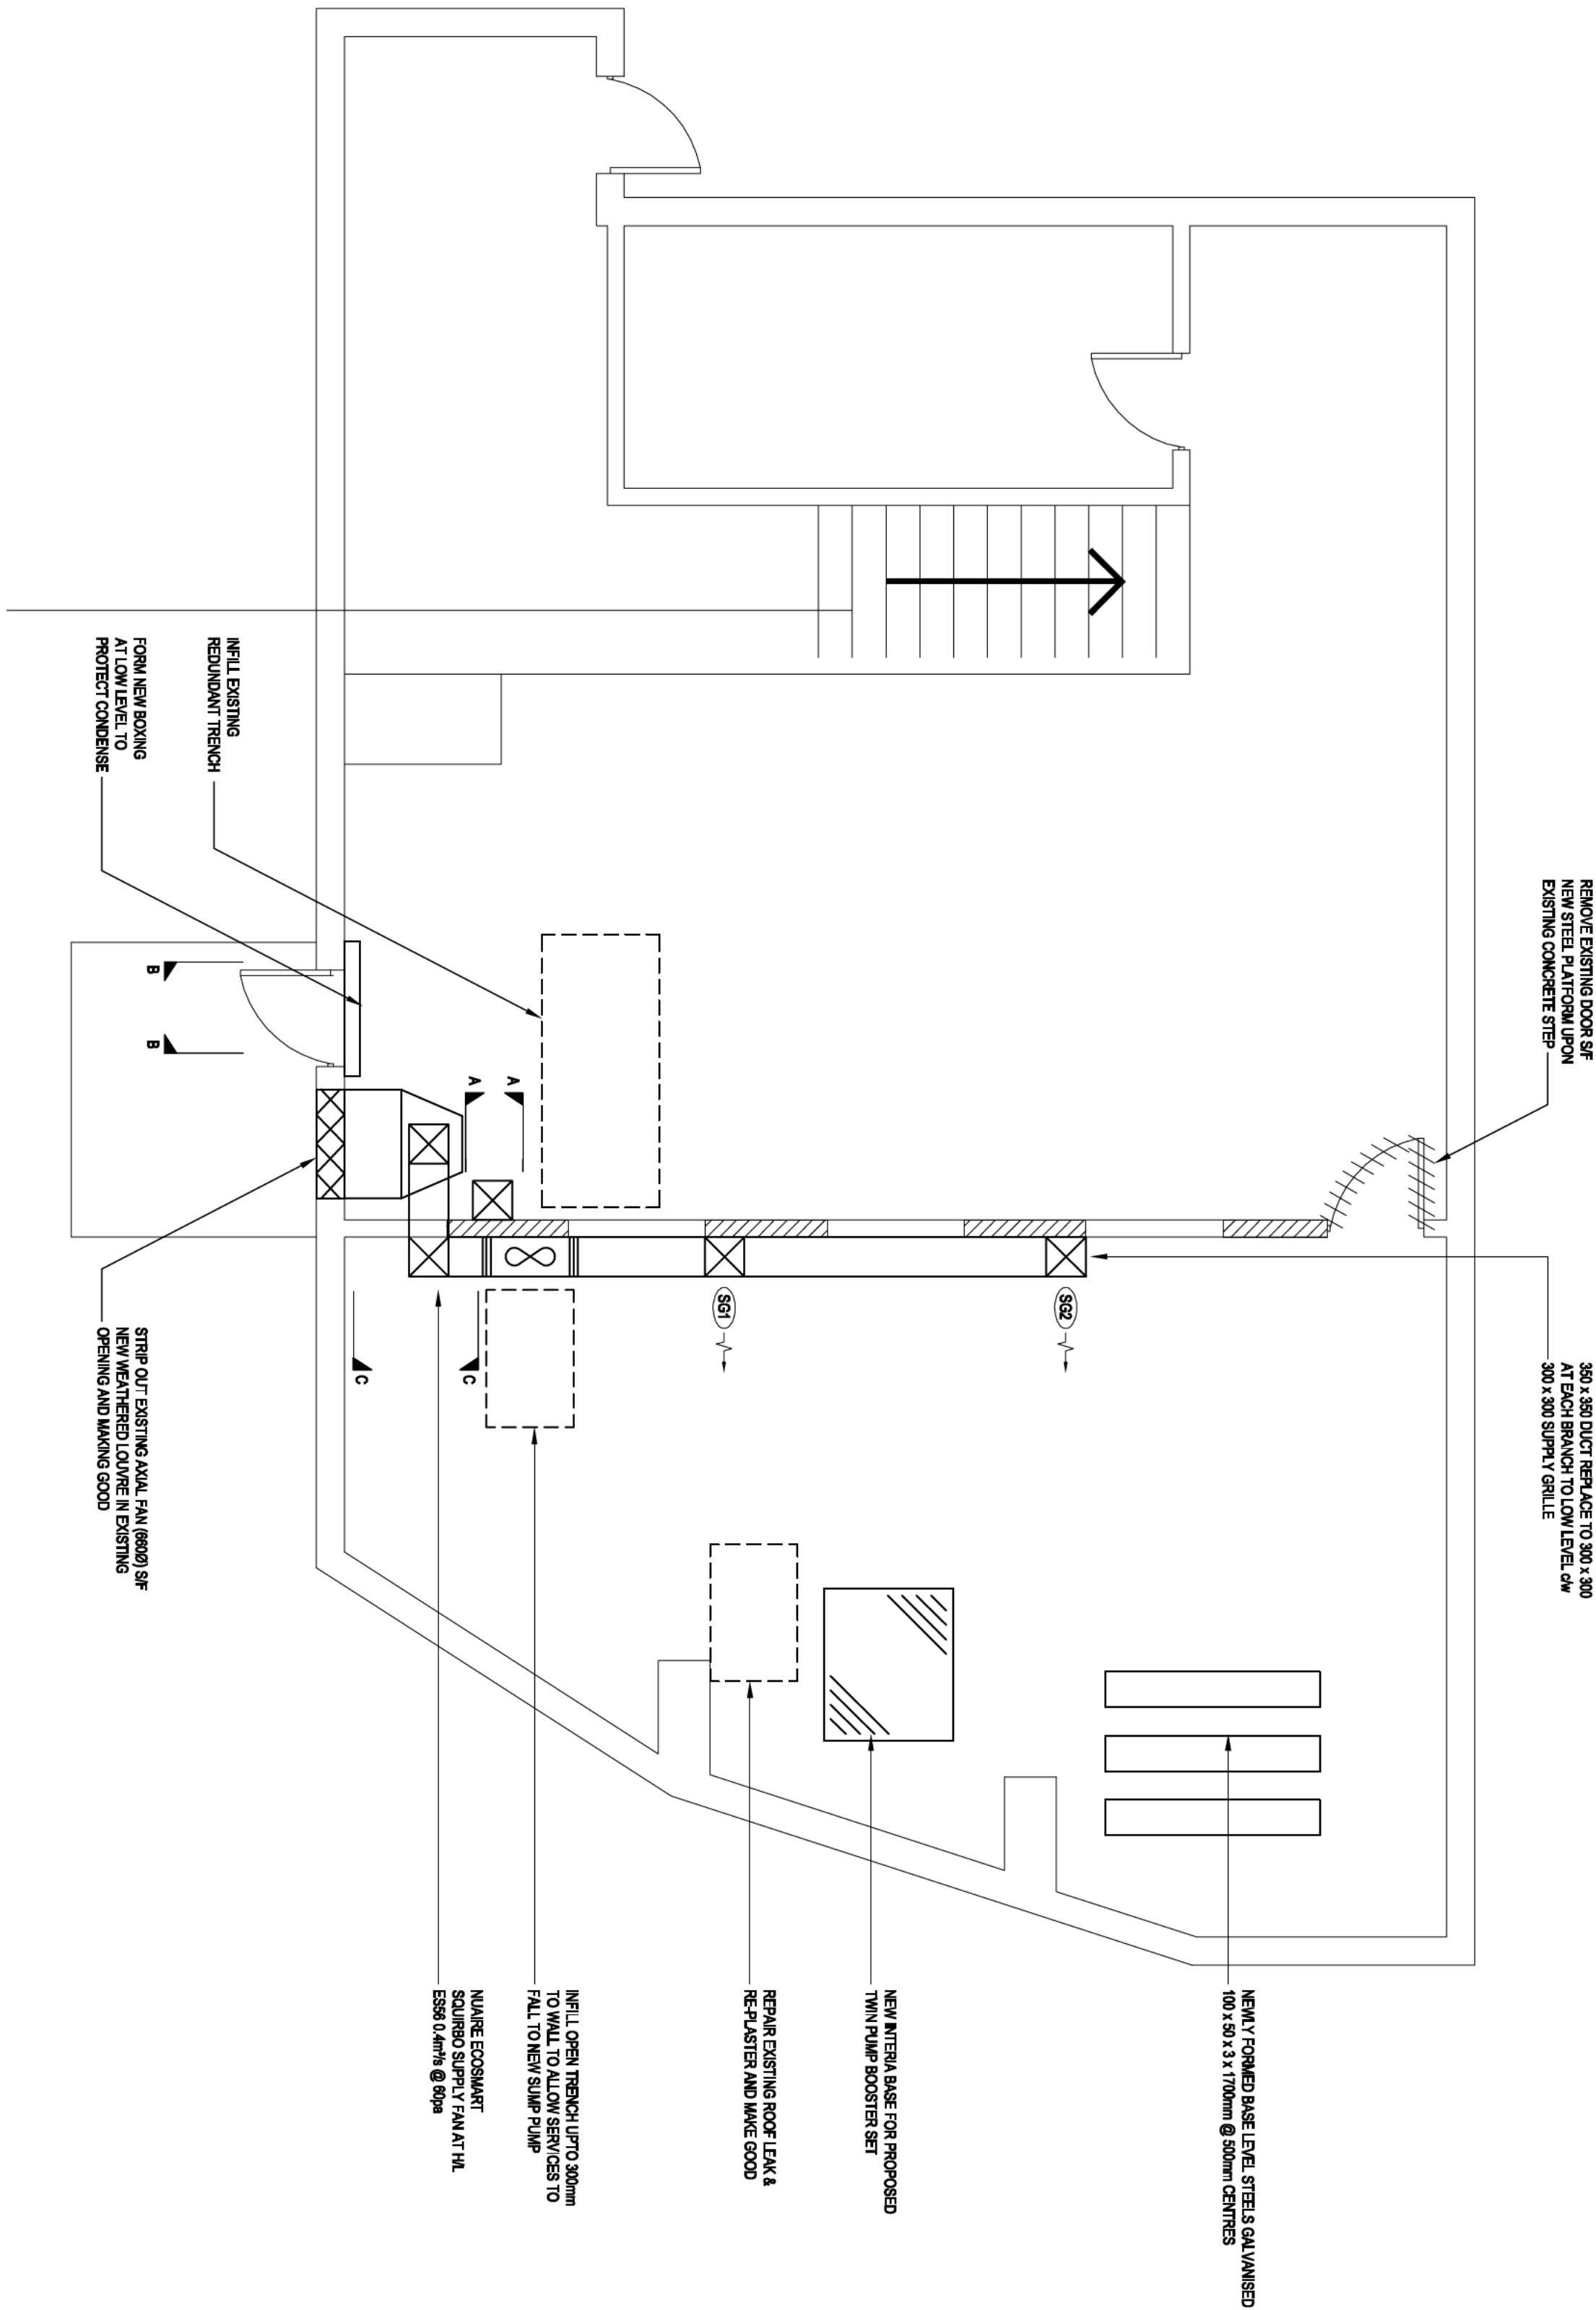 REMOVE EXISTING DOOR S/F
NEW STEEL PLATFORM UPON
EXISTING CONCRETE STEP
350 x 350 DUCT REPLACE TO 300 x 300
AT EACH BRANCH TO LOW LEVEL c/w
300 x 300 SUPPLY GRILLE
NEWLY FORMED BASE LEVEL STEELS GALVANISED
100 x 50 x 3 x 1700mm @ 500mm CENTRES
SG2
NEW INTERIA BASE FOR PROPOSED
TWIN PUMP BOOSTER SET
REPAIR EXISTING ROOF LEAK &
RE-PLASTER AND MAKE GOOD
SG1
INFILL OPEN TRENCH UPTO 300mm
TO WALL TO ALLOW SERVICES TO
FALL TO NEW SUMP PUMP
A
A
C
C
NUAIRE ECOSMART
SQUIRBO SUPPLY FAN AT H/L
ES56 0.4m³/s @ 60pa
INFILL EXISTING
REDUNDANT TRENCH
B
B
FORM NEW BOXING
AT LOW LEVEL TO
PROTECT CONDENSE
STRIP OUT EXISTING AXIAL FAN (660Ø) S/F
NEW WEATHERED LOUVRE IN EXISTING
OPENING AND MAKING GOOD